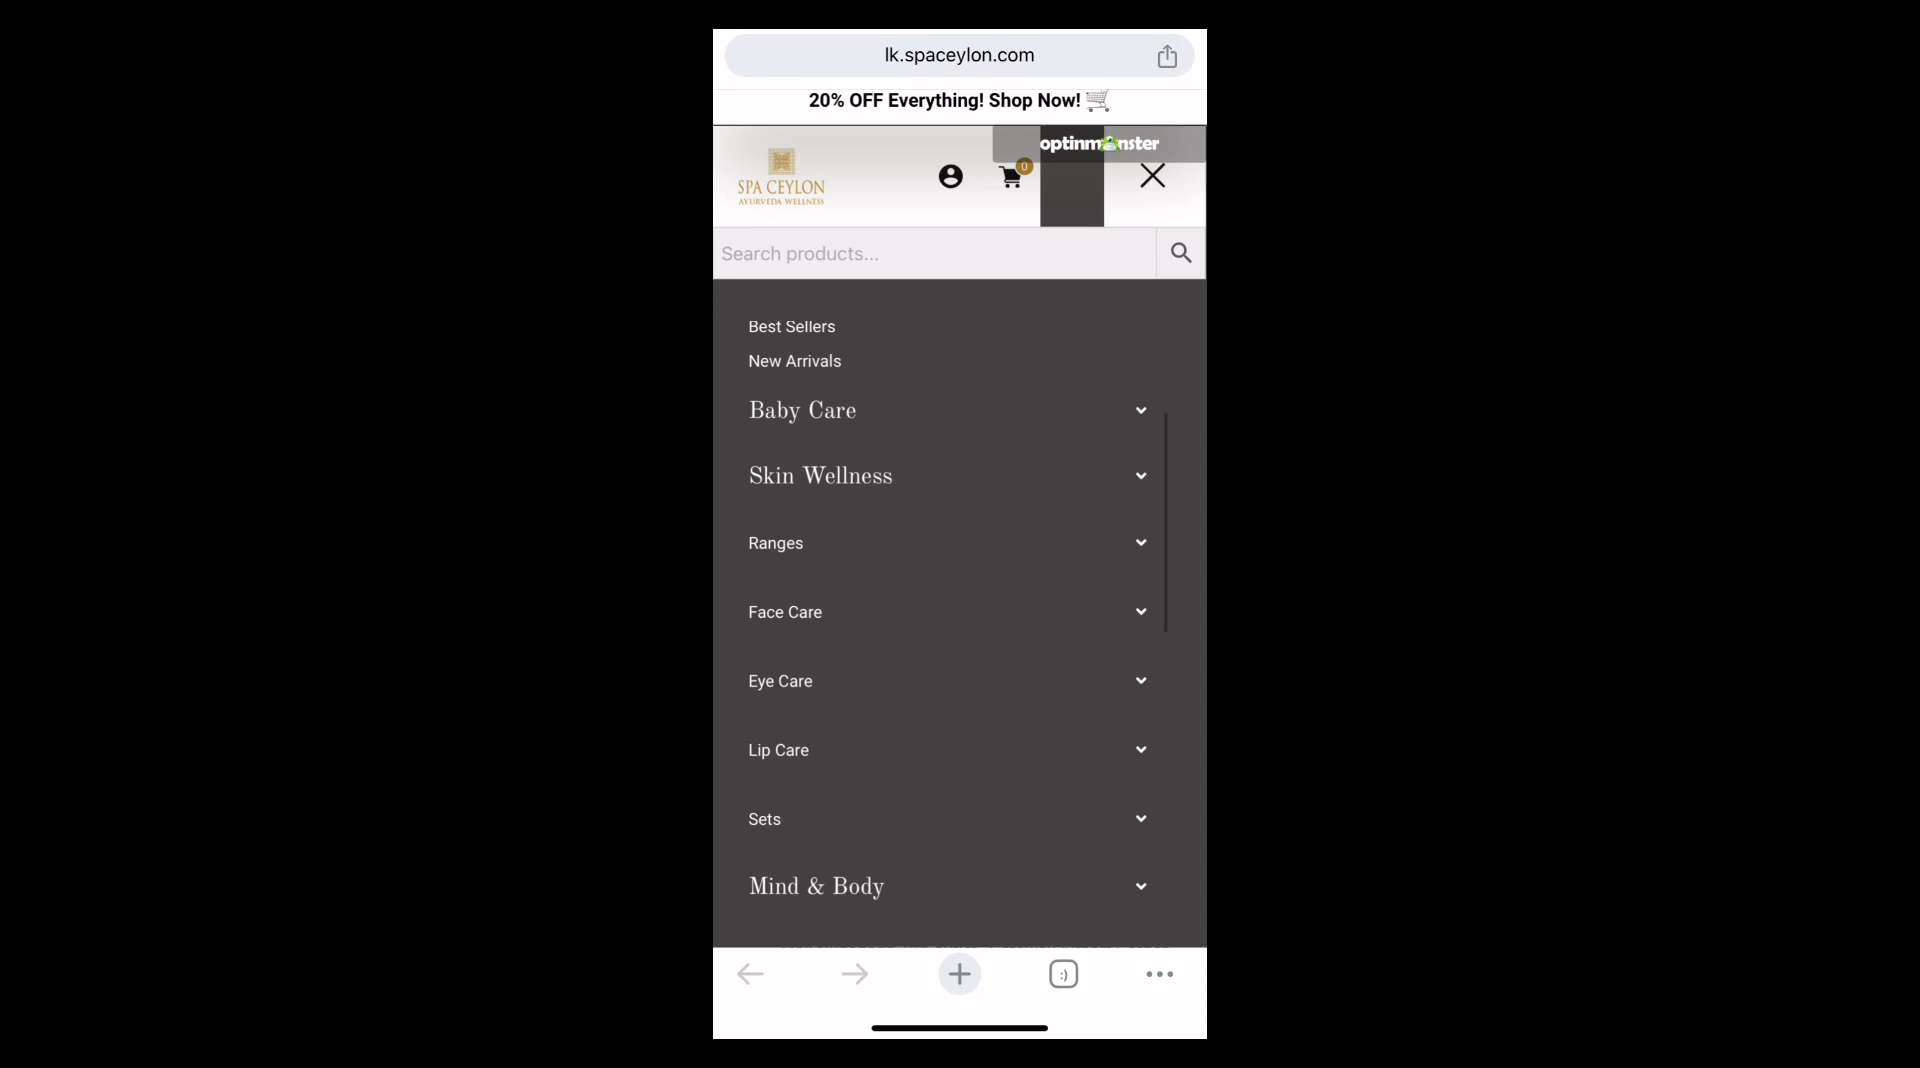 lk.spaceylon.com
20% OFF Everything! Shop Now! 🛒
optinmonster
0
SPA CEYLON
AYURVEDA WELLNESS
Search products...
Best Sellers
New Arrivals
Baby Care
Skin Wellness
Ranges
Face Care
Eye Care
Lip Care
Sets
Mind & Body
:)